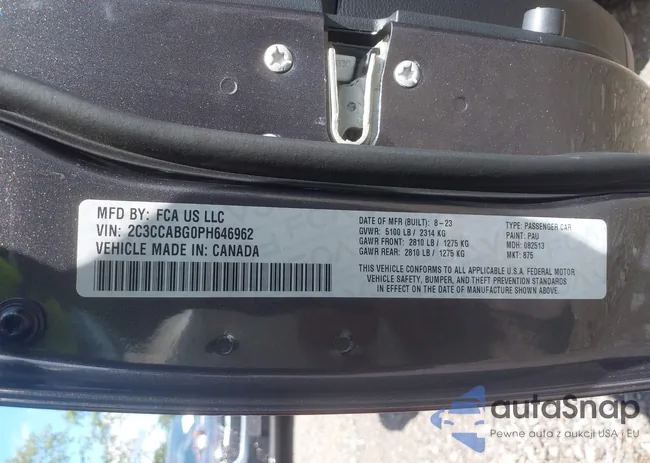 MFD BY: FCA US LLC
VIN: 2C3CCABG0PH646962
VEHICLE MADE IN: CANADA
DATE OF MFR (BUILT): 8-23
GVWR: 5100 LB / 2314 KG
GAWR FRONT: 2810 LB / 1275 KG
GAWR REAR: 2810 LB / 1275 KG
TYPE: PASSENGER CAR
PAINT: PAU
MDH: 082513
MKT: 875
THIS VEHICLE CONFORMS TO ALL APPLICABLE U.S.A. FEDERAL MOTOR
VEHICLE SAFETY, BUMPER, AND THEFT PREVENTION STANDARDS
IN EFFECT ON THE DATE OF MANUFACTURE SHOWN ABOVE.
autoSnap
Pewne auta z aukcji USA i EU